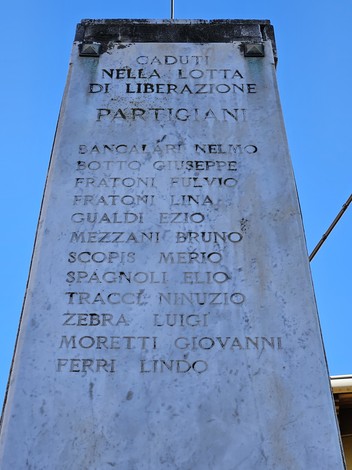 CADUTI
NELLA LOTTA
DI LIBERAZIONE
PARTIGIANI
BANCALARI NELMO
BOTTO GIUSEPPE
FRATONI FULVIO
FRATONI LINA
GUALDI EZIO
MEZZANI BRUNO
SCOPIS MERIO
SPAGNOLI ELIO
TRACCI NINUZIO
ZEBRA LUIGI
MORETTI GIOVANNI
FERRI LINDO